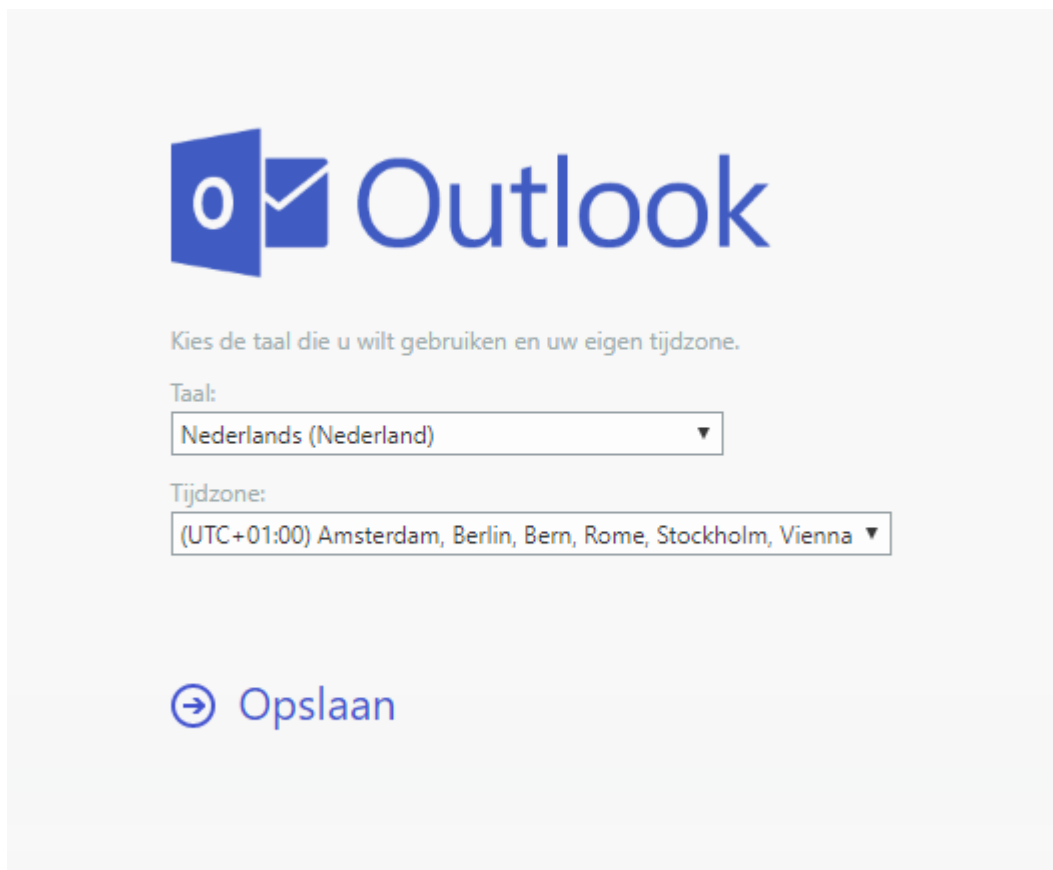 Outlook
Kies de taal die u wilt gebruiken en uw eigen tijdzone.
Taal:
Nederlands (Nederland)
Tijdzone:
(UTC+01:00) Amsterdam, Berlin, Bern, Rome, Stockholm, Vienna
Opslaan